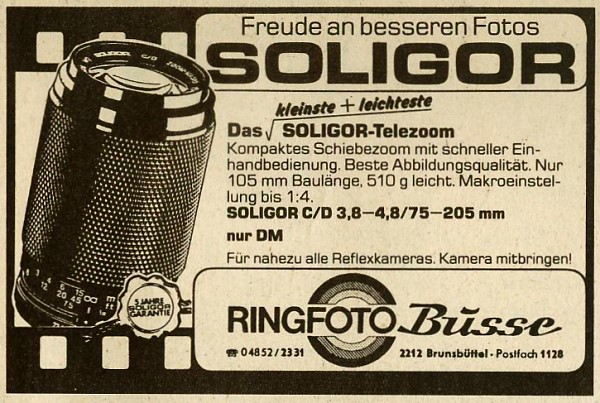 Freude an besseren Fotos
SOLIGOR
kleinste + leichteste
Das √ SOLIGOR-Telezoom
Kompaktes Schiebezoom mit schneller Ein-
handbedienung. Beste Abbildungsqualität. Nur
105 mm Baulänge, 510 g leicht. Makroeinstel-
lung bis 1:4.
SOLIGOR C/D 3,8—4,8/75—205 mm
nur DM
Für nahezu alle Reflexkameras. Kamera mitbringen!
SOLIGOR C/D
5 JAHRE
SOLIGOR
GARANTIE
RINGFOTO Büsse
☎ 04852/2331
2212 Brunsbüttel · Postfach 1128